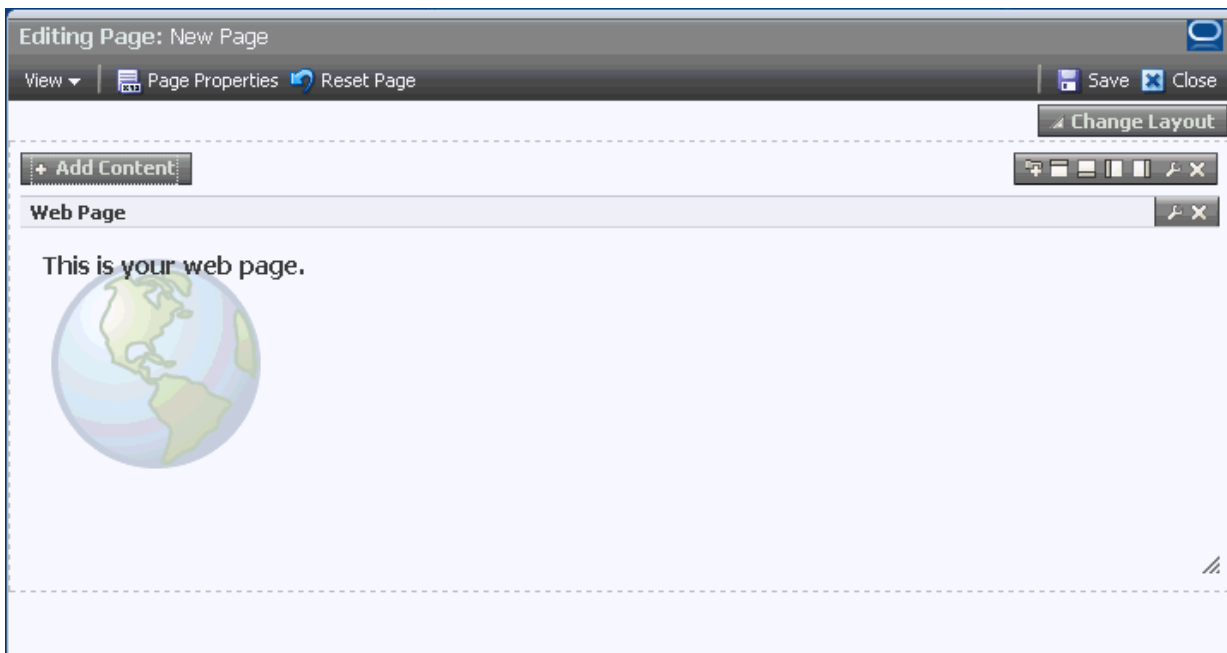 Editing Page: New Page
View Page Properties Reset Page Save Close
Change Layout
+ Add Content
Web Page
This is your web page.